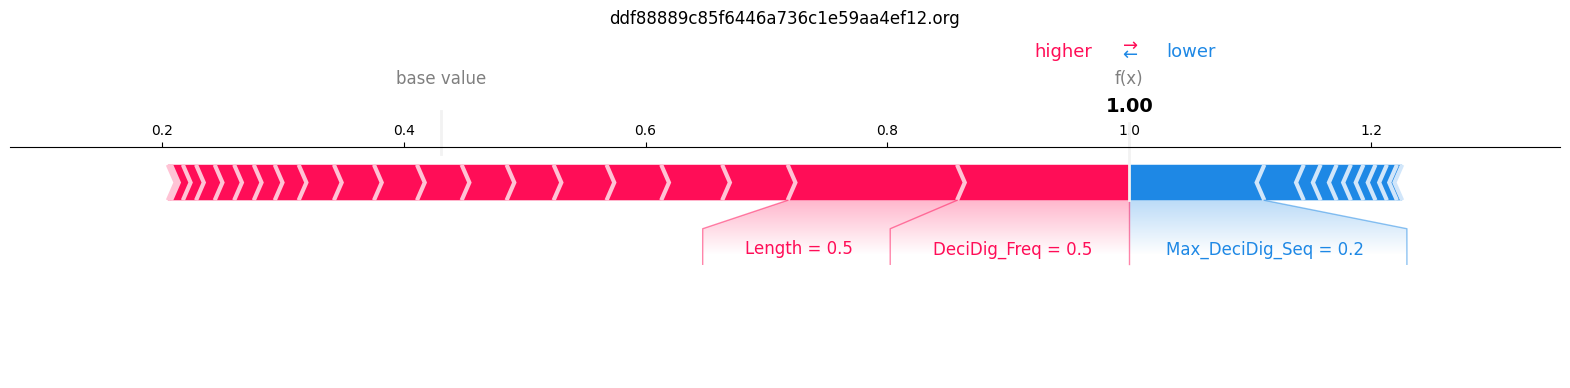 ddf88889c85f6446a736c1e59aa4ef12.org
higher ⇄ lower
base value f(x)
1.00
0.2 0.4 0.6 0.8 1.0 1.2
Length = 0.5 DeciDig_Freq = 0.5 Max_DeciDig_Seq = 0.2